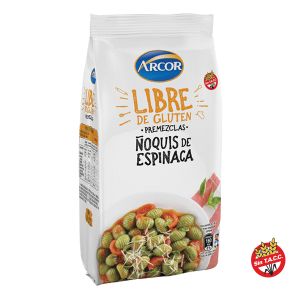 ARCOR
LIBRE
DE GLUTEN
• PREMEZCLAS •
ÑOQUIS DE
ESPINACA
Sin T.A.C.C.